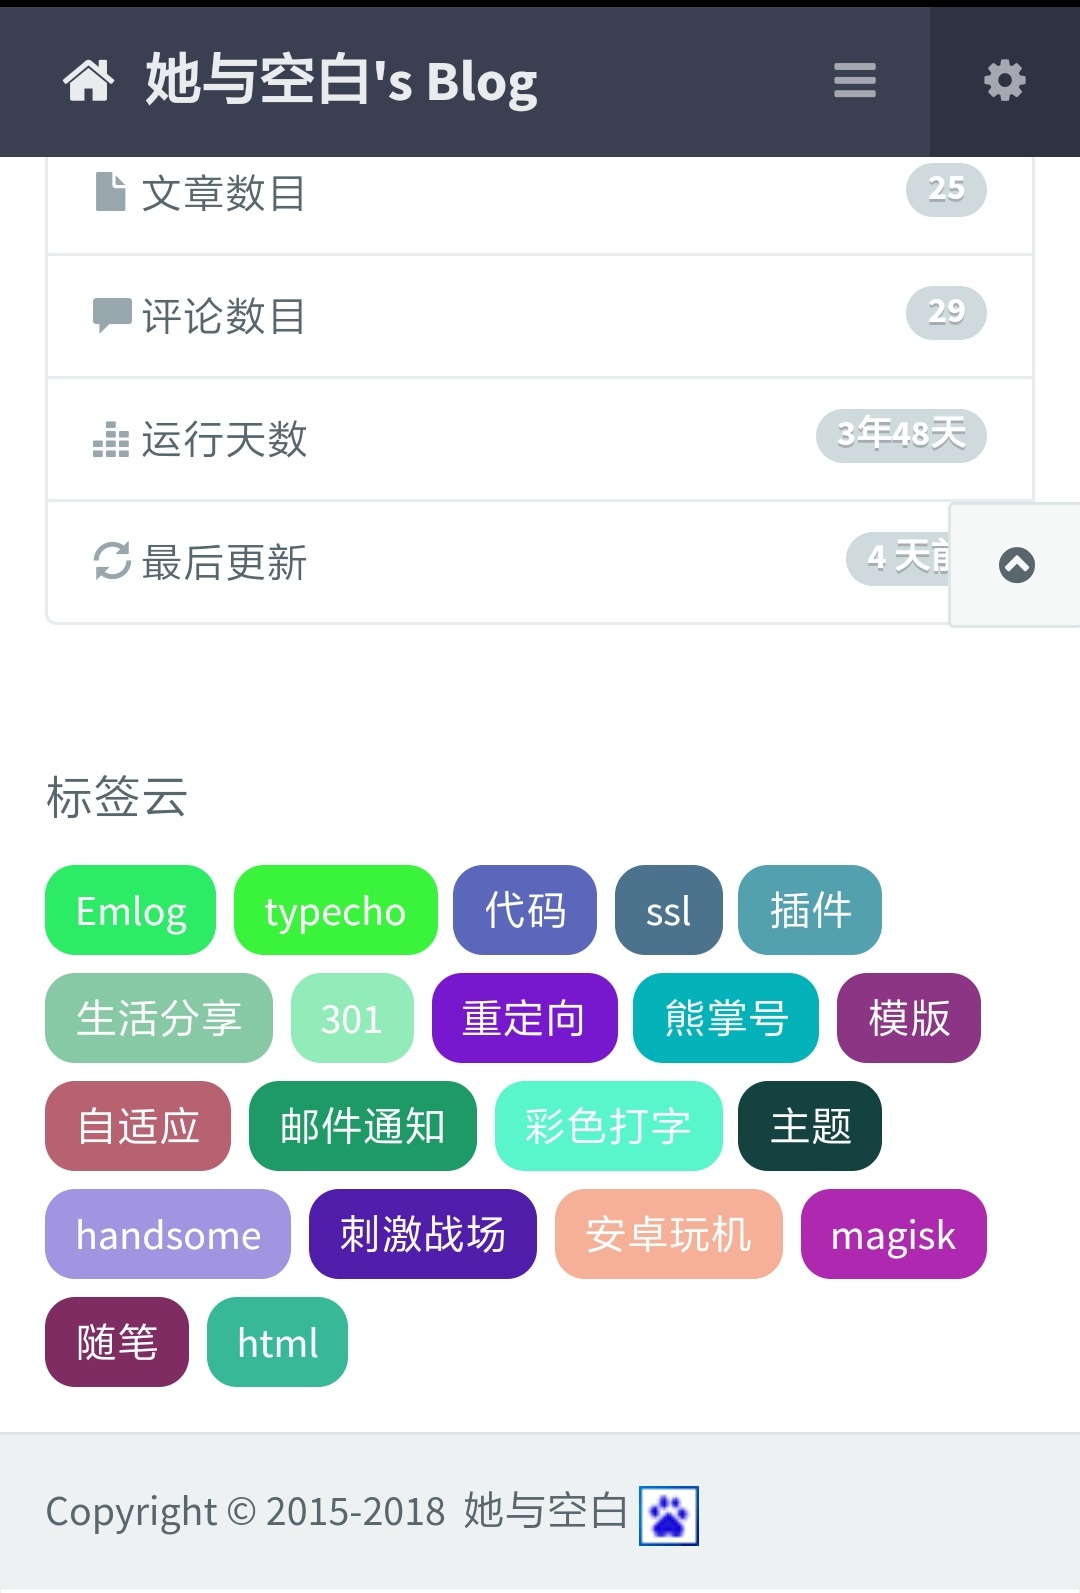 她与空白's Blog
文章数目 25
评论数目 29
运行天数 3年48天
最后更新 4 天前
标签云
Emlog typecho 代码 ssl 插件
生活分享 301 重定向 熊掌号 模版
自适应 邮件通知 彩色打字 主题
handsome 刺激战场 安卓玩机 magisk
随笔 html
Copyright © 2015-2018 她与空白